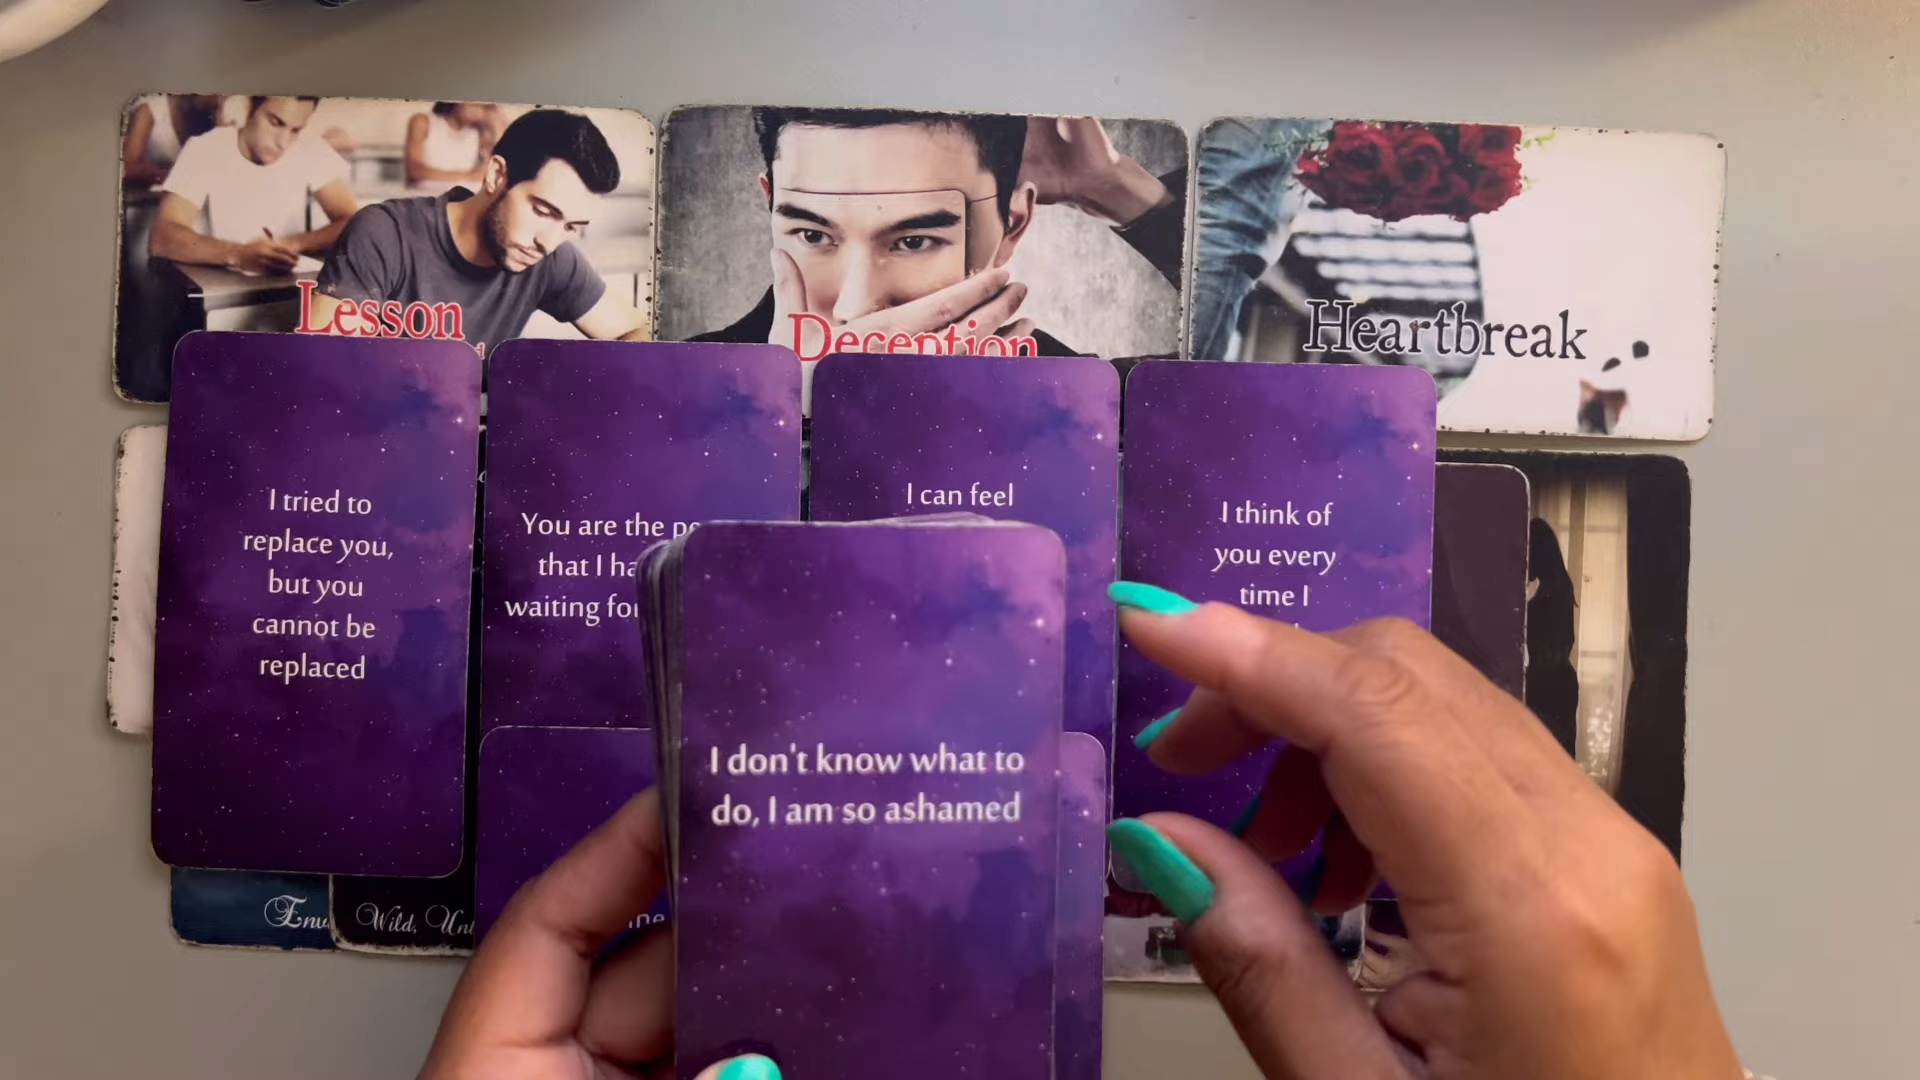 Lesson
Deception
Heartbreak
I tried to
replace you,
but you
cannot be
replaced
You are the
that I
waiting for
I can feel
I think of
you every
time I
I don't know what to
do, I am so ashamed
Wild,